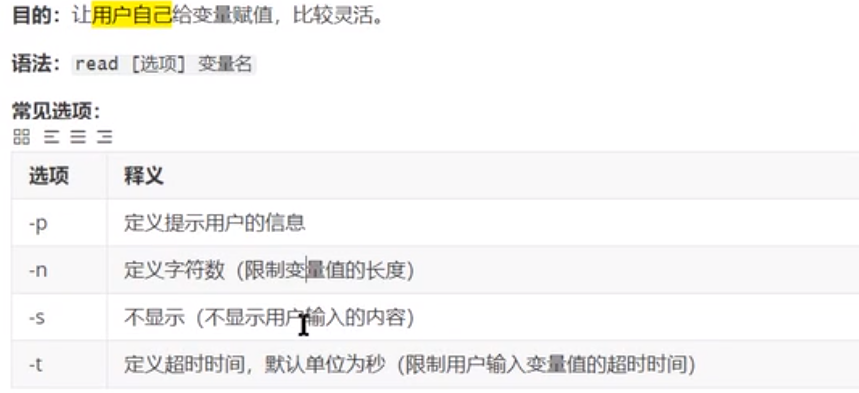 目的：让用户自己给变量赋值，比较灵活。
语法：read [选项] 变量名
常见选项：
选项 释义
-p 定义提示用户的信息
-n 定义字符数（限制变量值的长度）
-s 不显示（不显示用户输入的内容）
-t 定义超时时间，默认单位为秒（限制用户输入变量值的超时时间）